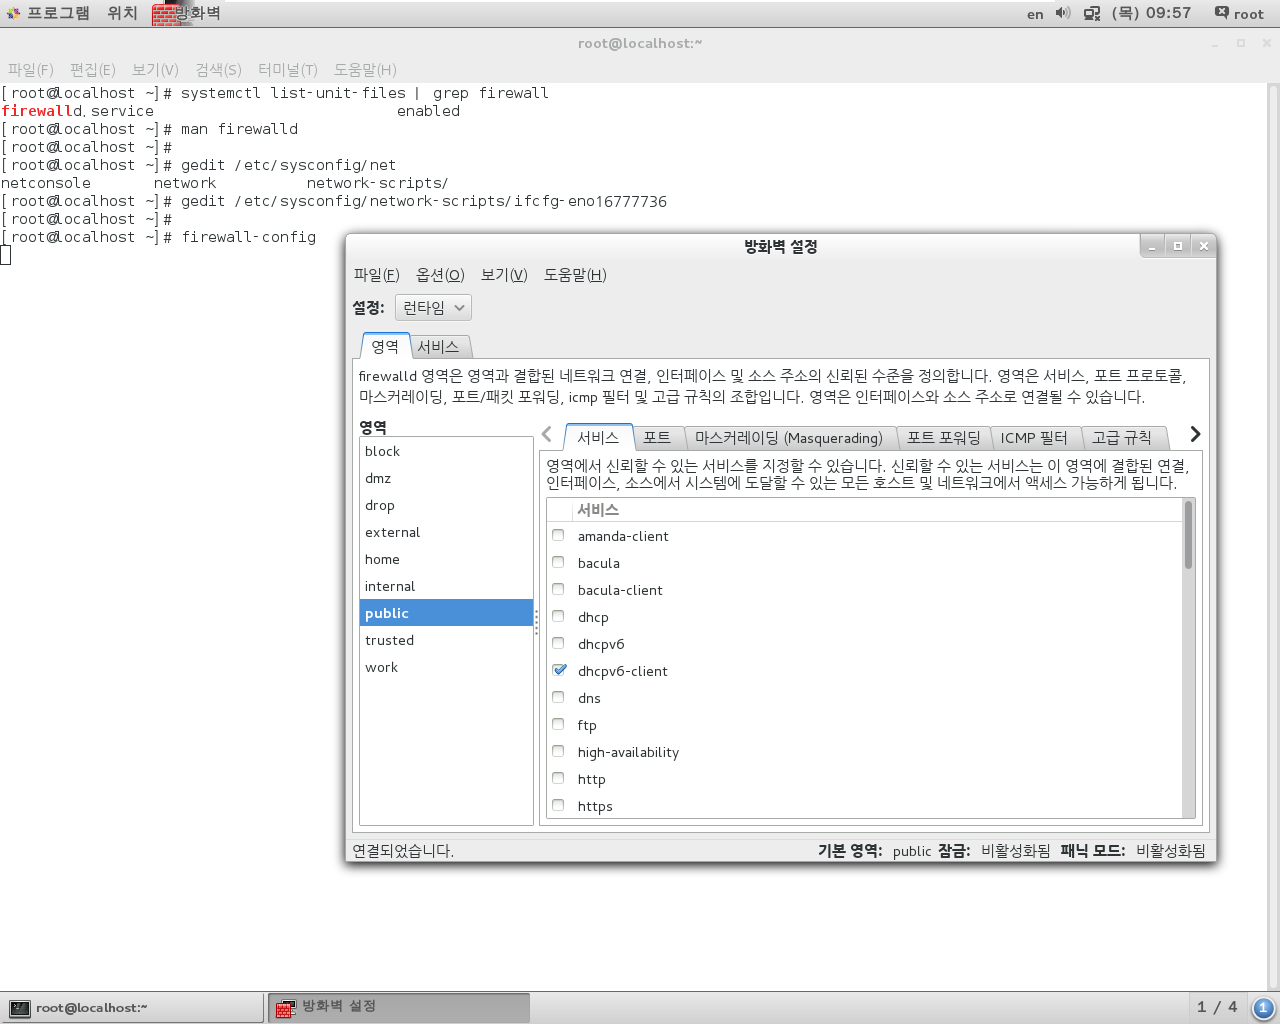 프로그램 위치 방화벽 en (목) 09:57 root
root@localhost:~
파일(F) 편집(E) 보기(V) 검색(S) 터미널(T) 도움말(H)
[root@localhost ~]# systemctl list-unit-files | grep firewall
firewalld.service enabled
[root@localhost ~]# man firewalld
[root@localhost ~]#
[root@localhost ~]# gedit /etc/sysconfig/net
netconsole network network-scripts/
[root@localhost ~]# gedit /etc/sysconfig/network-scripts/ifcfg-eno16777736
[root@localhost ~]#
[root@localhost ~]# firewall-config
방화벽 설정
파일(F) 옵션(O) 보기(V) 도움말(H)
설정: 런타임
영역 서비스
firewalld 영역은 영역과 결합된 네트워크 연결, 인터페이스 및 소스 주소의 신뢰된 수준을 정의합니다. 영역은 서비스, 포트 프로토콜,
마스커레이딩, 포트/패킷 포워딩, icmp 필터 및 고급 규칙의 조합입니다. 영역은 인터페이스와 소스 주소로 연결될 수 있습니다.
영역
block
dmz
drop
external
home
internal
public
trusted
work
서비스 포트 마스커레이딩 (Masquerading) 포트 포워딩 ICMP 필터 고급 규칙
영역에서 신뢰할 수 있는 서비스를 지정할 수 있습니다. 신뢰할 수 있는 서비스는 이 영역에 결합된 연결,
인터페이스, 소스에서 시스템에 도달할 수 있는 모든 호스트 및 네트워크에서 액세스 가능하게 됩니다.
서비스
amanda-client
bacula
bacula-client
dhcp
dhcpv6
dhcpv6-client
dns
ftp
high-availability
http
https
연결되었습니다. 기본 영역: public 잠금: 비활성화됨 패닉 모드: 비활성화됨
root@localhost:~ 방화벽 설정 1 / 4 1